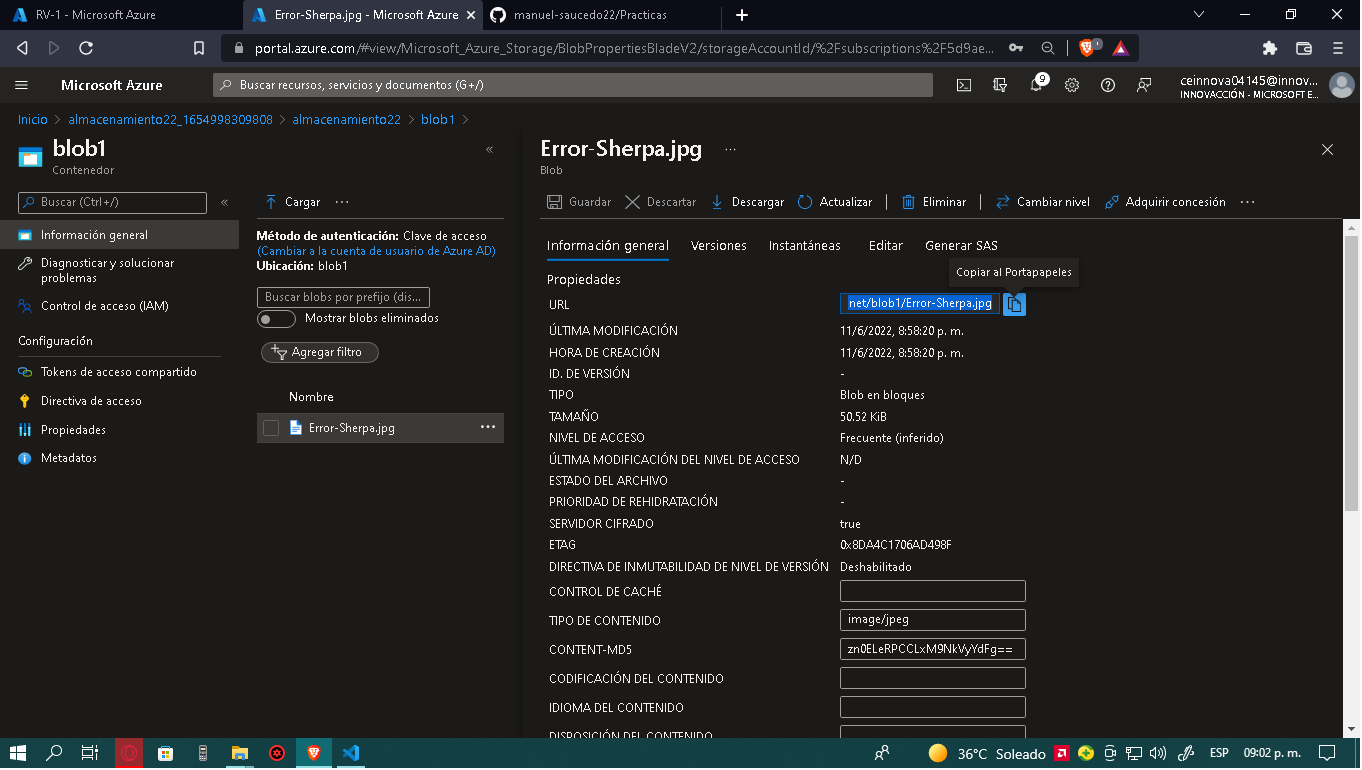 RV-1 - Microsoft Azure
Error-Sherpa.jpg - Microsoft Azure
manuel-saucedo22/Practicas
portal.azure.com/#view/Microsoft_Azure_Storage/BlobPropertiesBladeV2/storageAccountId/%2Fsubscriptions%2F5d9ae...
Microsoft Azure
Buscar recursos, servicios y documentos (G+/)
9
ceinnova04145@innov...
INNOVACCIÓN - MICROSOFT E...
Inicio > almacenamiento22_1654998309808 > almacenamiento22 > blob1 >
blob1
Contenedor
Buscar (Ctrl+/)
Información general
Diagnosticar y solucionar
problemas
Control de acceso (IAM)
Configuración
Tokens de acceso compartido
Directiva de acceso
Propiedades
Metadatos
Cargar
Método de autenticación: Clave de acceso
(Cambiar a la cuenta de usuario de Azure AD)
Ubicación: blob1
Buscar blobs por prefijo (dis...
Mostrar blobs eliminados
Agregar filtro
Nombre
Error-Sherpa.jpg
Error-Sherpa.jpg
Blob
Guardar Descartar Descargar Actualizar Eliminar Cambiar nivel Adquirir concesión
Información general Versiones Instantáneas Editar Generar SAS
Copiar al Portapapeles
Propiedades
URL net/blob1/Error-Sherpa.jpg
ÚLTIMA MODIFICACIÓN 11/6/2022, 8:58:20 p. m.
HORA DE CREACIÓN 11/6/2022, 8:58:20 p. m.
ID. DE VERSIÓN -
TIPO Blob en bloques
TAMAÑO 50.52 KiB
NIVEL DE ACCESO Frecuente (inferido)
ÚLTIMA MODIFICACIÓN DEL NIVEL DE ACCESO N/D
ESTADO DEL ARCHIVO -
PRIORIDAD DE REHIDRATACIÓN -
SERVIDOR CIFRADO true
ETAG 0x8DA4C1706AD498F
DIRECTIVA DE INMUTABILIDAD DE NIVEL DE VERSIÓN Deshabilitado
CONTROL DE CACHÉ
TIPO DE CONTENIDO image/jpeg
CONTENT-MD5 zn0ELeRPCCLxM9NkVyYdFg==
CODIFICACIÓN DEL CONTENIDO
IDIOMA DEL CONTENIDO
DISPOSICIÓN DEL CONTENIDO
36°C Soleado
ESP
09:02 p. m.